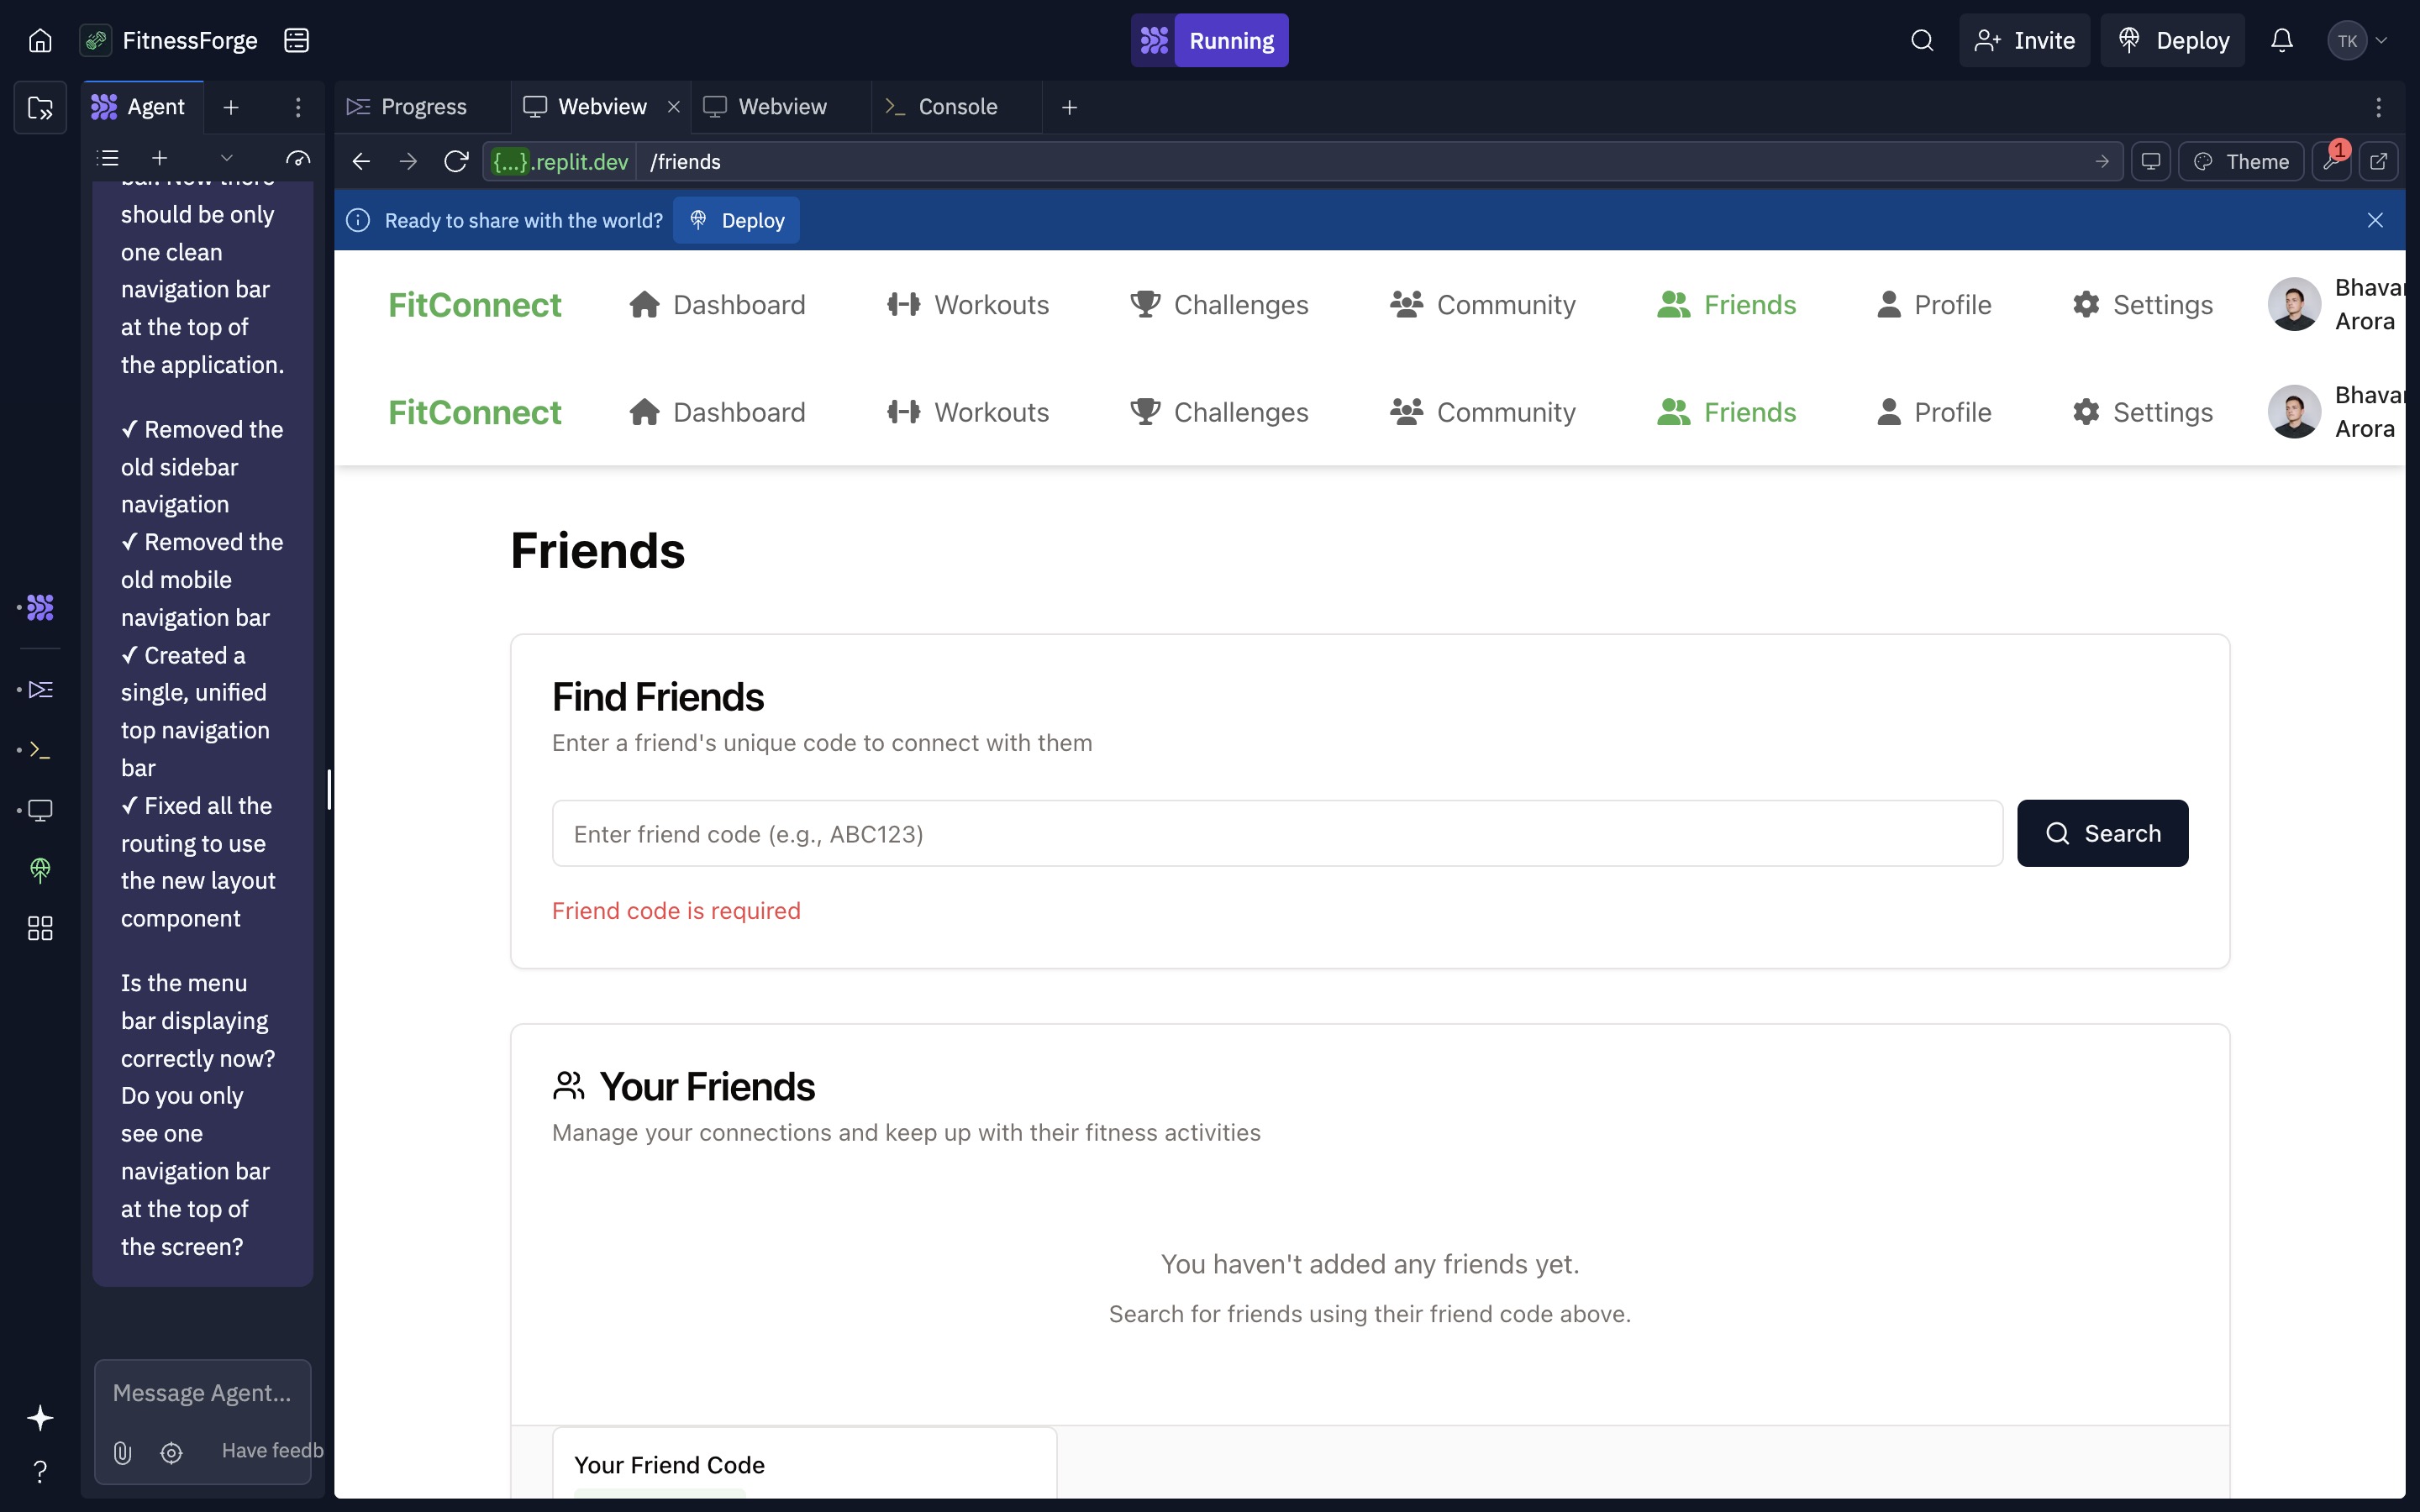 FitnessForge
Running
Invite
Deploy
TK
Agent
Progress
Webview
Webview
Console
{...}.replit.dev
/friends
Theme
1
Ready to share with the world?
Deploy
bar. Now there
should be only
one clean
navigation bar
at the top of
the application.
✓ Removed the
old sidebar
navigation
✓ Removed the
old mobile
navigation bar
✓ Created a
single, unified
top navigation
bar
✓ Fixed all the
routing to use
the new layout
component
Is the menu
bar displaying
correctly now?
Do you only
see one
navigation bar
at the top of
the screen?
Message Agent...
Have feedb
FitConnect
Dashboard
Workouts
Challenges
Community
Friends
Profile
Settings
Bhava
Arora
FitConnect
Dashboard
Workouts
Challenges
Community
Friends
Profile
Settings
Bhava
Arora
Friends
Find Friends
Enter a friend's unique code to connect with them
Enter friend code (e.g., ABC123)
Search
Friend code is required
Your Friends
Manage your connections and keep up with their fitness activities
You haven't added any friends yet.
Search for friends using their friend code above.
Your Friend Code